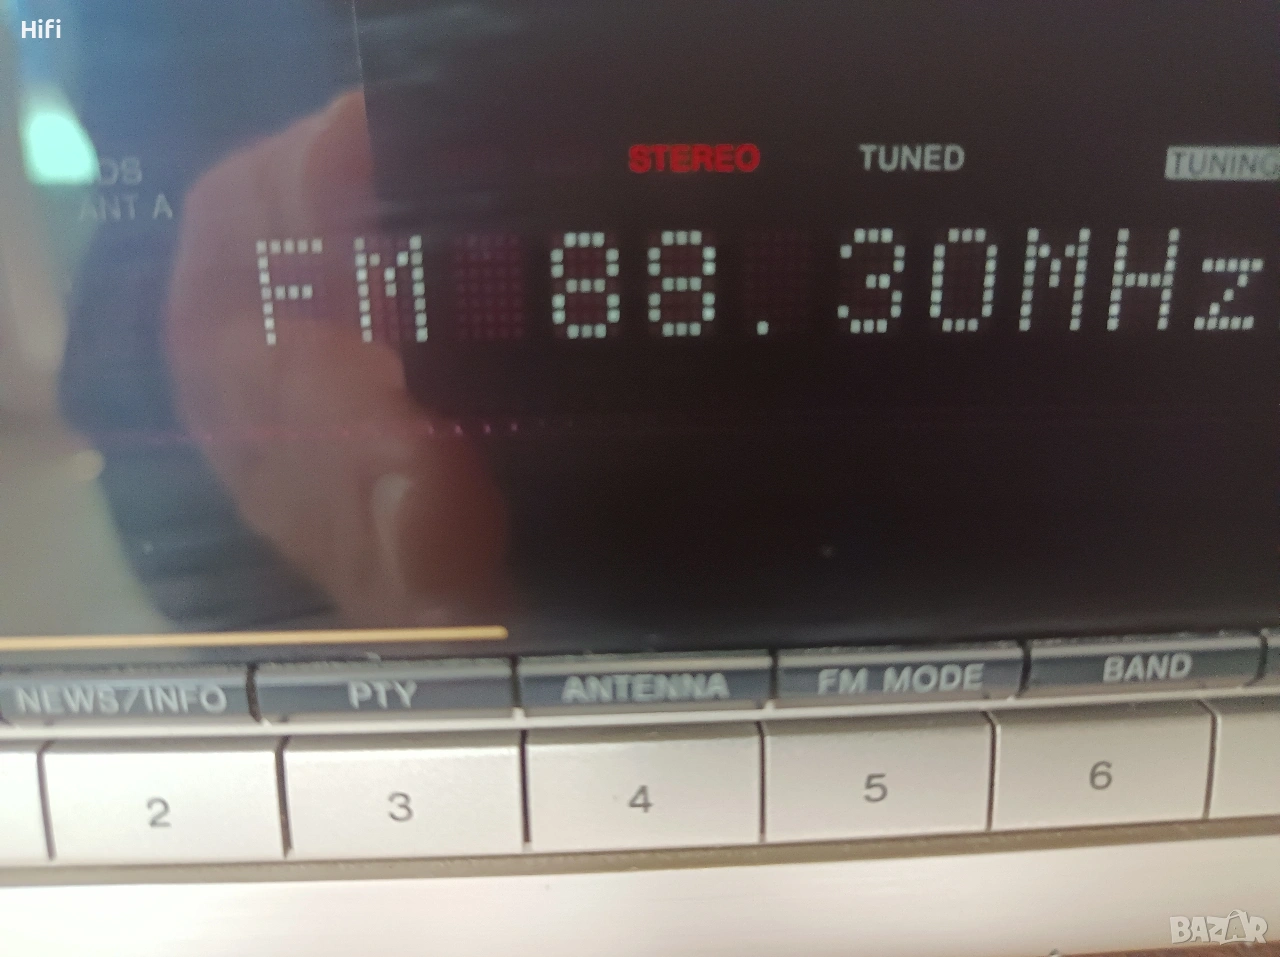 Hifi
ANT A
STEREO TUNED TUNING
FM 88.30MHz
NEWS/INFO PTY ANTENNA FM MODE BAND
2 3 4 5 6
BAZAR